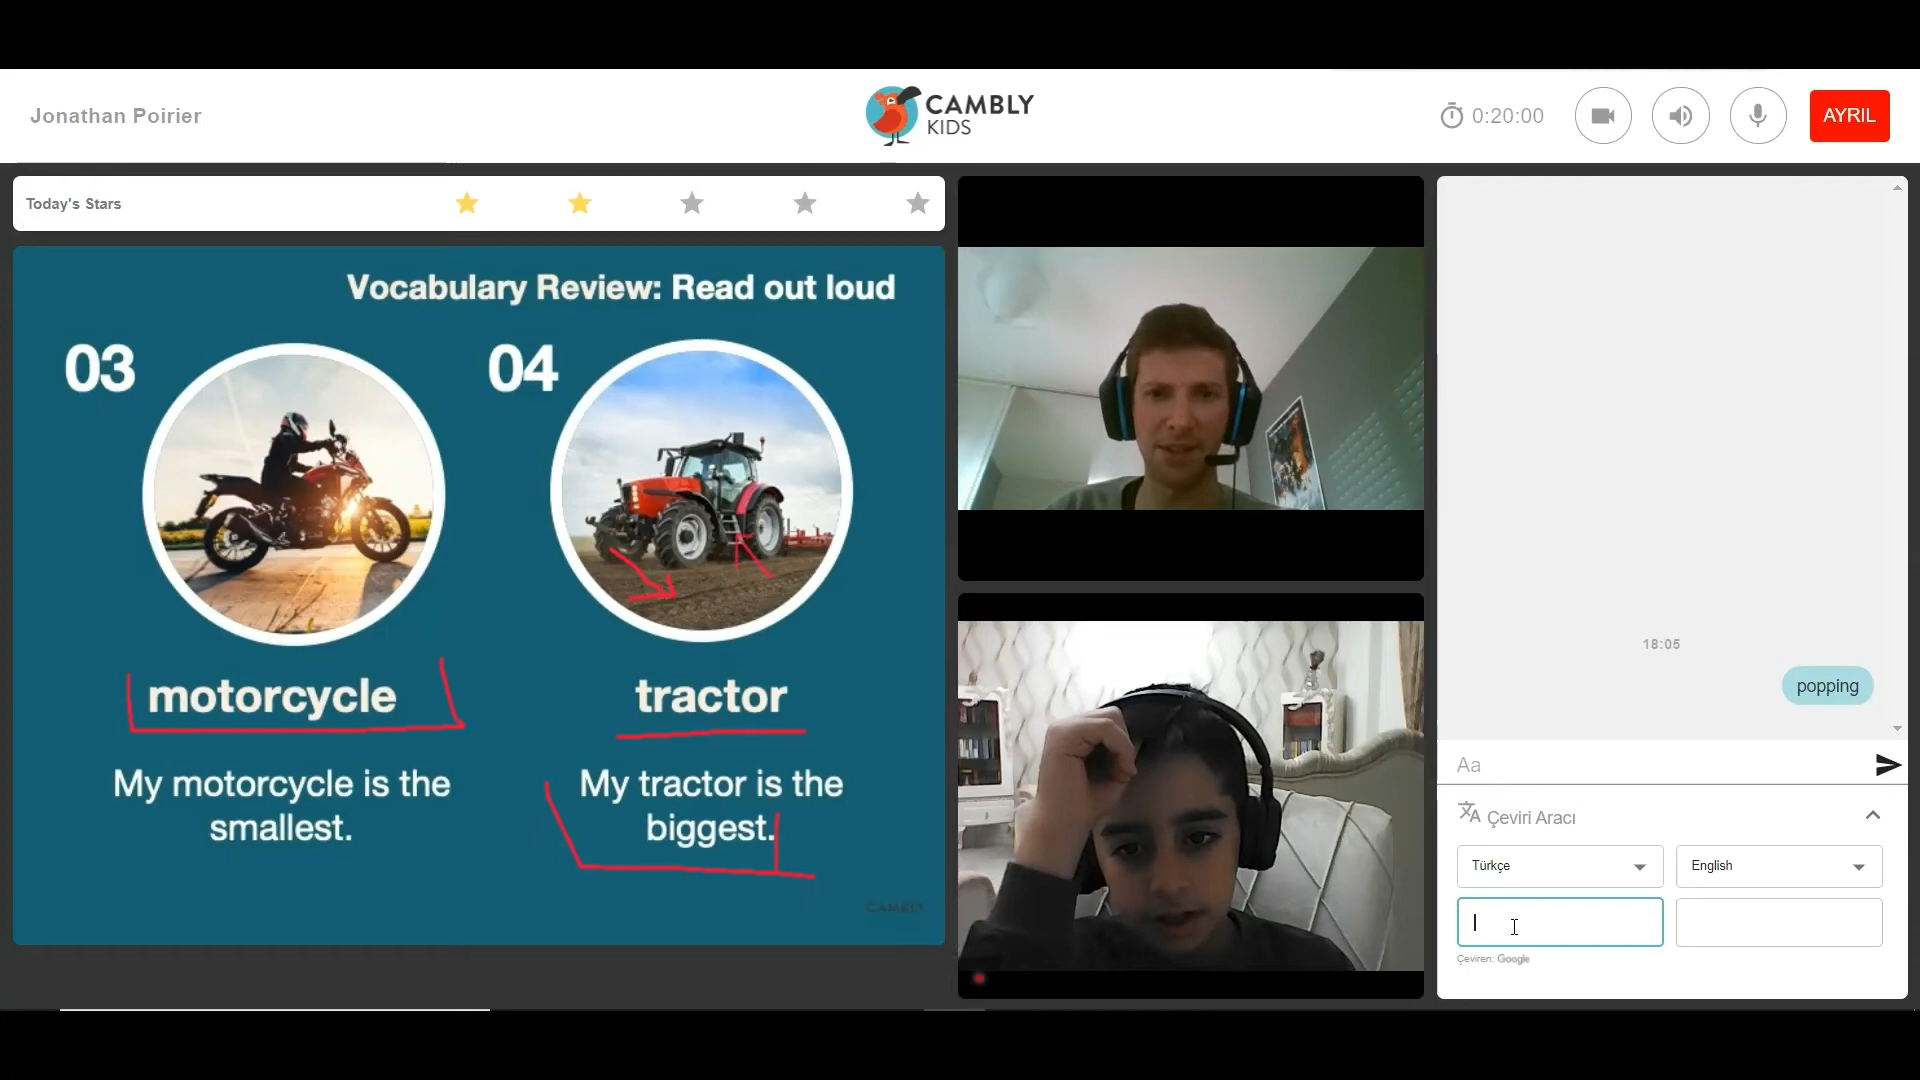 Jonathan Poirier
CAMBLY
KIDS
0:20:00
AYRIL
Today's Stars
Vocabulary Review: Read out loud
03
04
motorcycle
tractor
My motorcycle is the
smallest.
My tractor is the
biggest.
CAMBLY
18:05
popping
Aa
Çeviri Aracı
Türkçe
English
Çeviren: Google